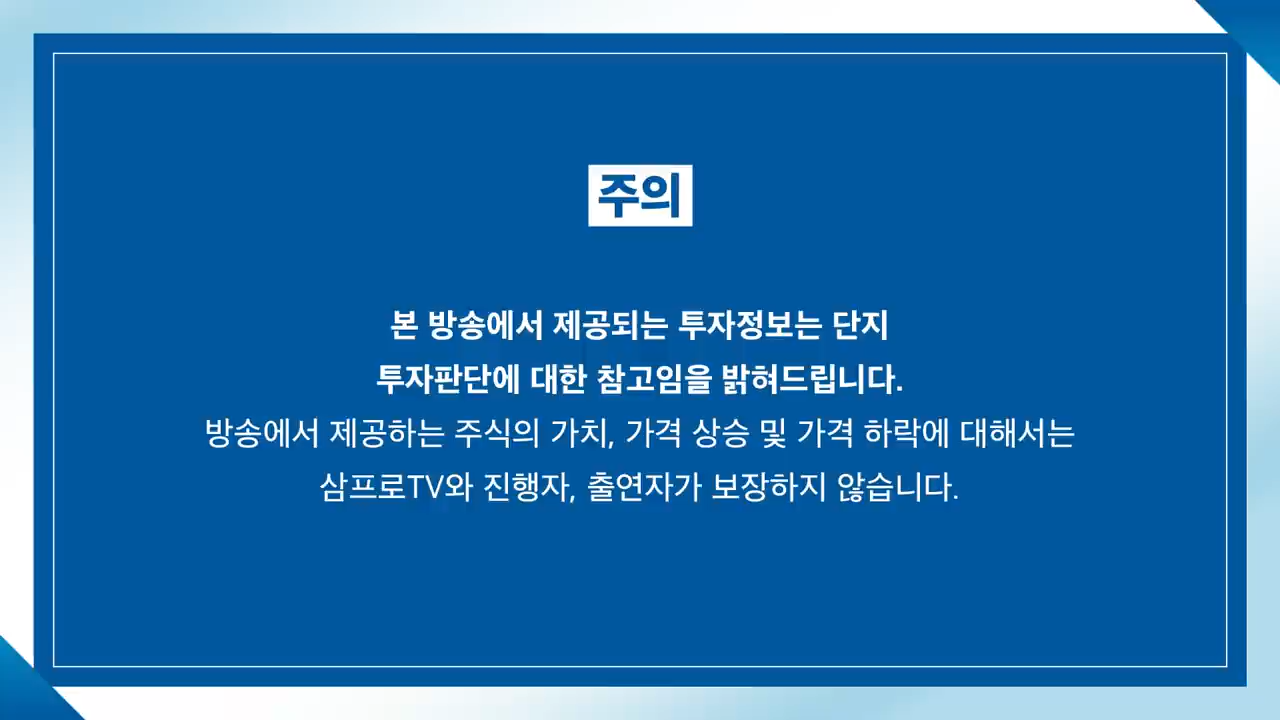 주의
본 방송에서 제공되는 투자정보는 단지
투자판단에 대한 참고임을 밝혀드립니다.
방송에서 제공하는 주식의 가치, 가격 상승 및 가격 하락에 대해서는
삼프로TV와 진행자, 출연자가 보장하지 않습니다.